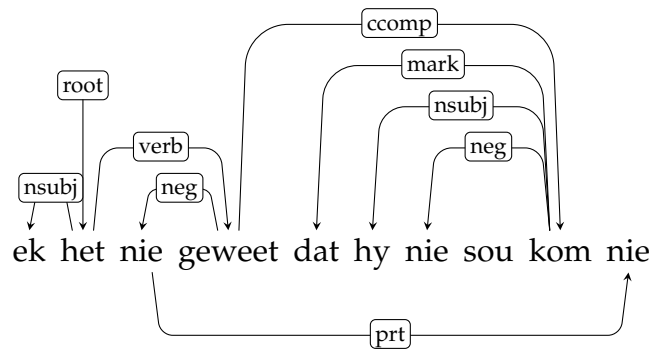 ccomp
mark
root
nsubj
verb
neg
nsubj
neg
ek het nie geweet dat hy nie sou kom nie
prt